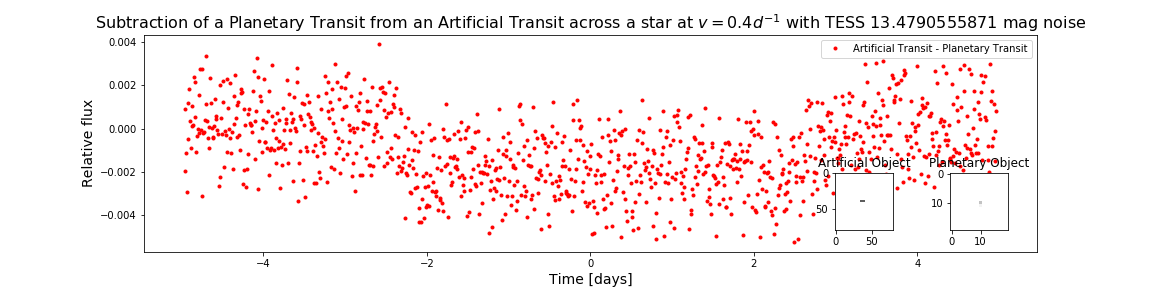 Subtraction of a Planetary Transit from an Artificial Transit across a star at v = 0.4d⁻¹ with TESS 13.4790555871 mag noise
0.004
0.002
0.000
−0.002
−0.004
Relative flux
Artificial Transit - Planetary Transit
Artificial Object
0
50
0 50
Planetary Object
0
10
0 10
−4 −2 0 2 4
Time [days]